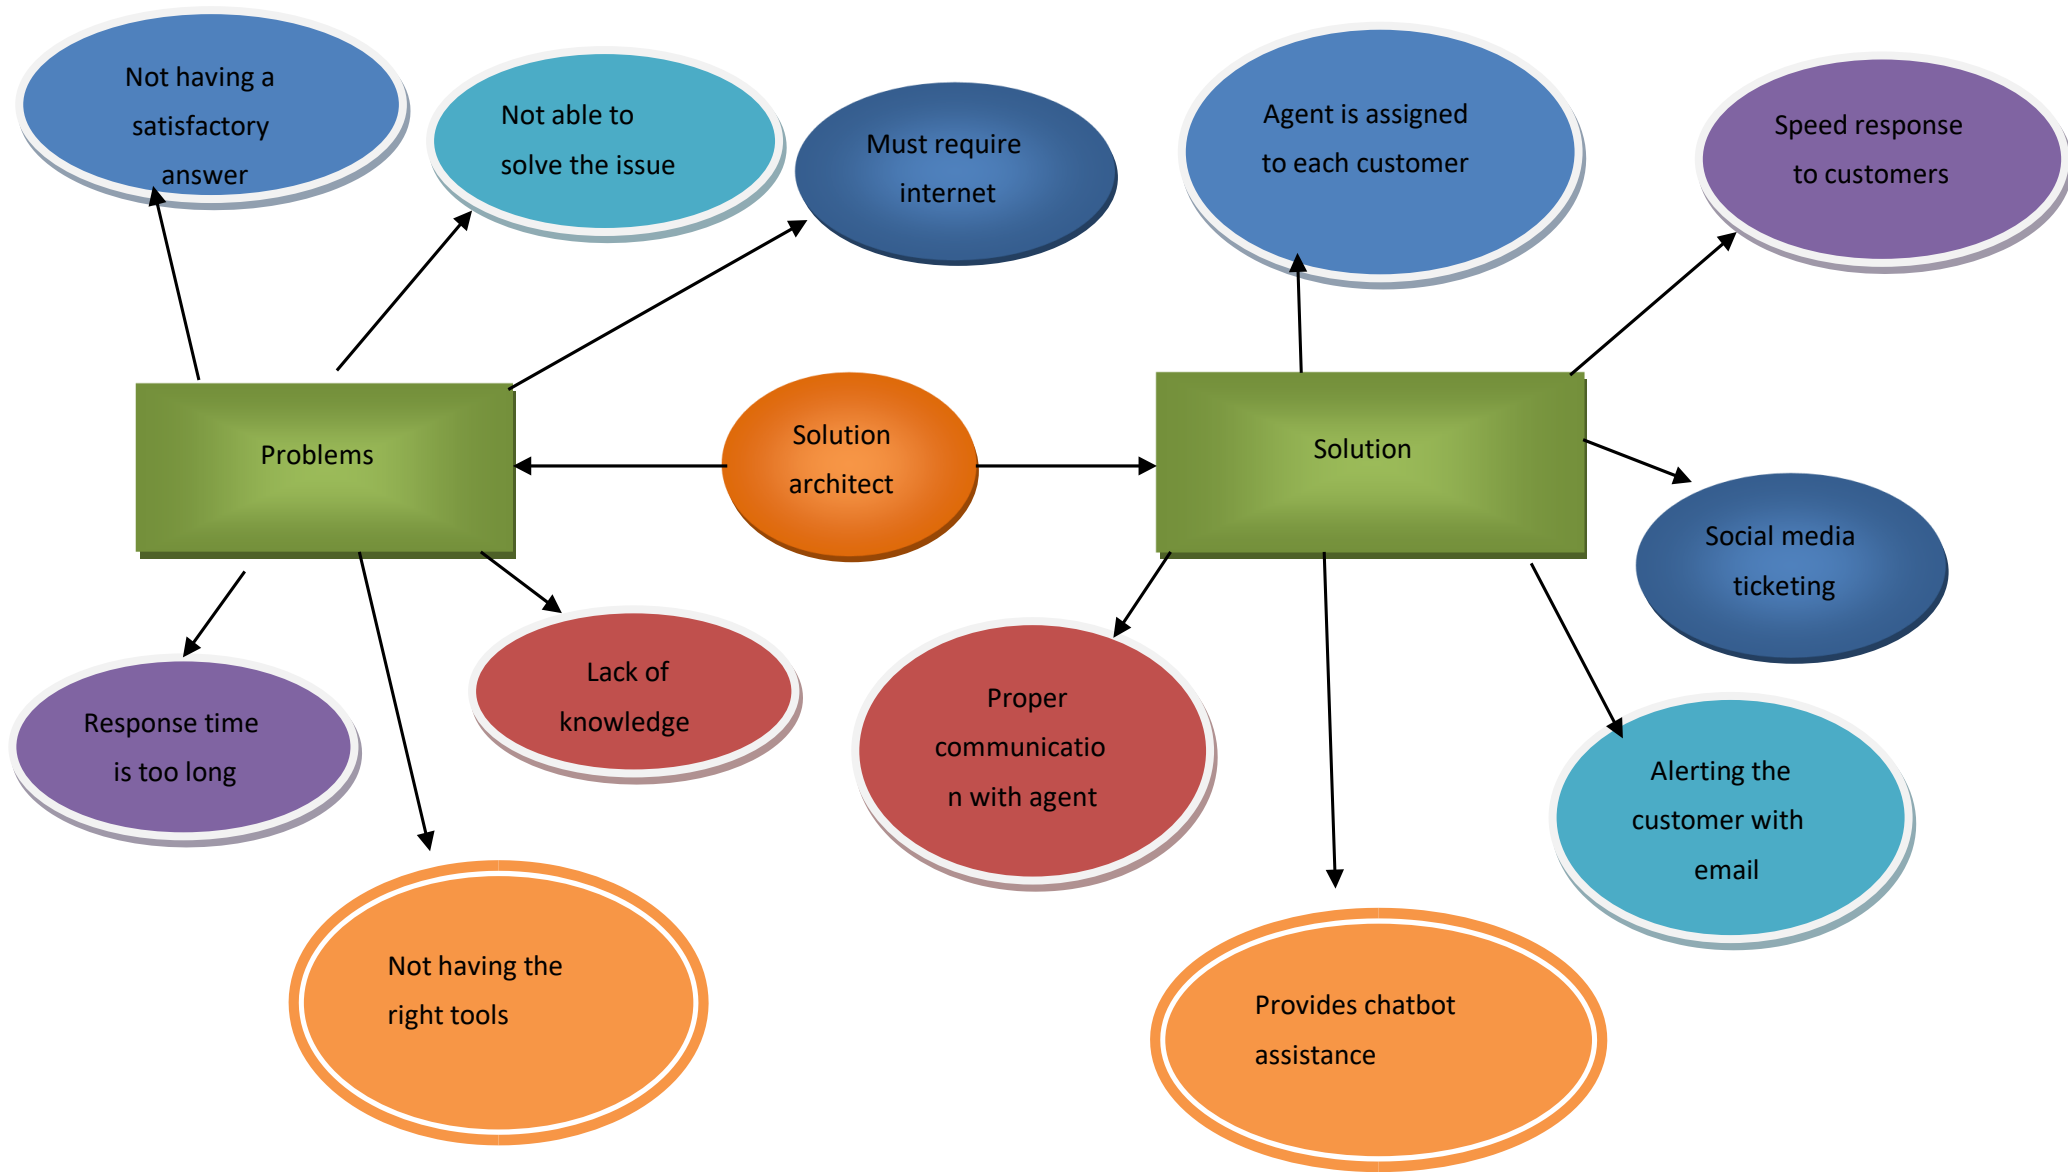 Not having a
satisfactory
answer
Not able to
solve the issue
Must require
internet
Agent is assigned
to each customer
Speed response
to customers
Problems
Solution
architect
Solution
Social media
ticketing
Response time
is too long
Lack of
knowledge
Proper
communicatio
n with agent
Alerting the
customer with
email
Not having the
right tools
Provides chatbot
assistance